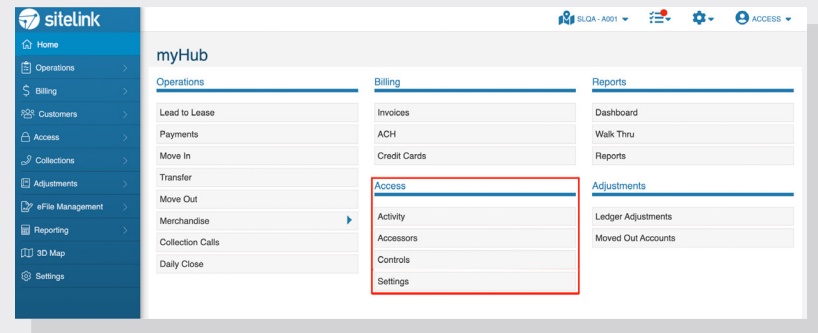 sitelink
SLQA - A001
ACCESS
Home
Operations
Billing
Customers
Access
Collections
Adjustments
eFile Management
Reporting
3D Map
Settings
myHub
Operations
Lead to Lease
Payments
Move In
Transfer
Move Out
Merchandise
Collection Calls
Daily Close
Billing
Invoices
ACH
Credit Cards
Access
Activity
Accessors
Controls
Settings
Reports
Dashboard
Walk Thru
Reports
Adjustments
Ledger Adjustments
Moved Out Accounts